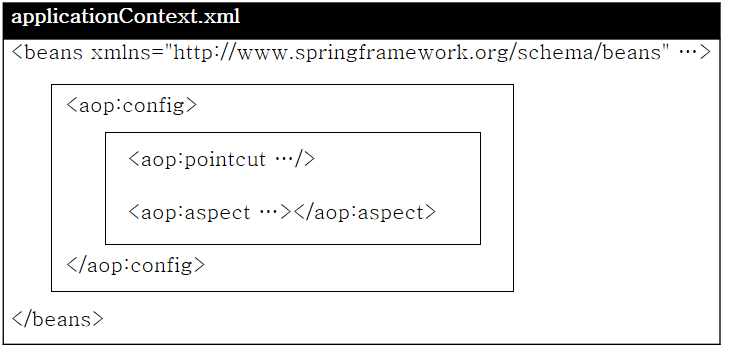 applicationContext.xml
<beans xmlns="http://www.springframework.org/schema/beans" …>
<aop:config>
<aop:pointcut …/>
<aop:aspect …></aop:aspect>
</aop:config>
</beans>